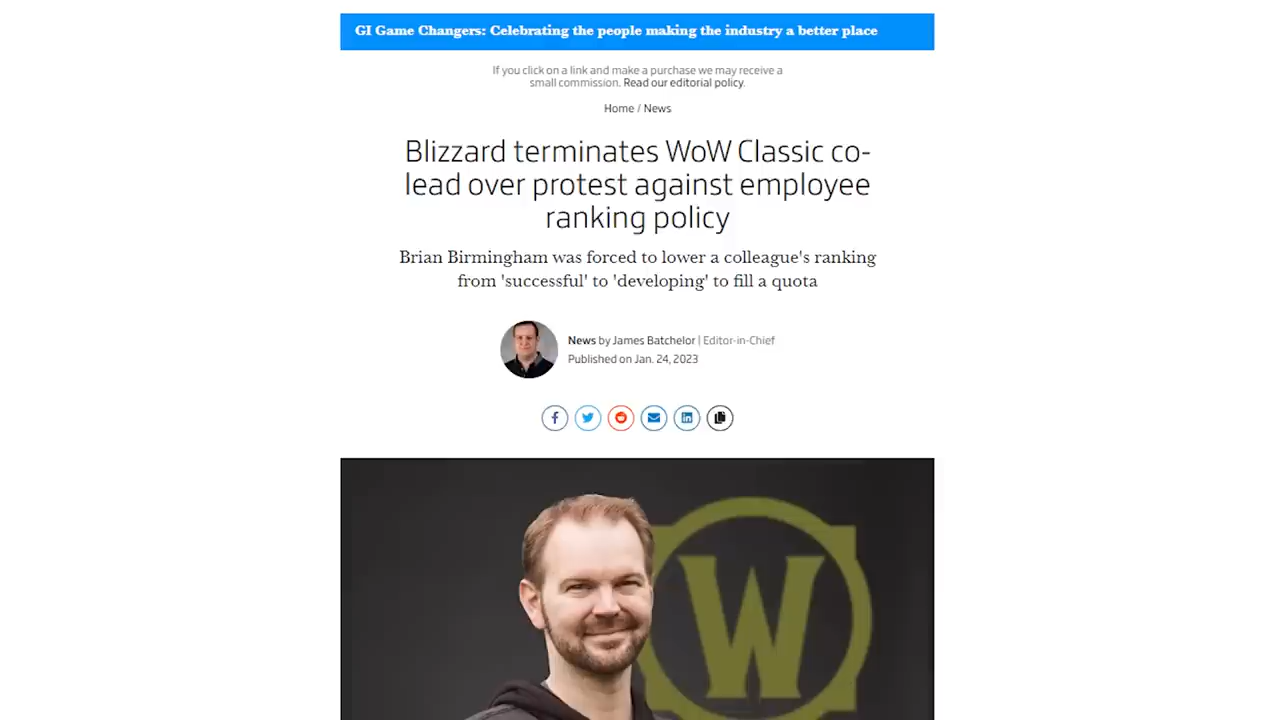 GI Game Changers: Celebrating the people making the industry a better place
If you click on a link and make a purchase we may receive a
small commission. Read our editorial policy.
Home / News
Blizzard terminates WoW Classic co-
lead over protest against employee
ranking policy
Brian Birmingham was forced to lower a colleague's ranking
from 'successful' to 'developing' to fill a quota
News by James Batchelor | Editor-in-Chief
Published on Jan. 24, 2023
W